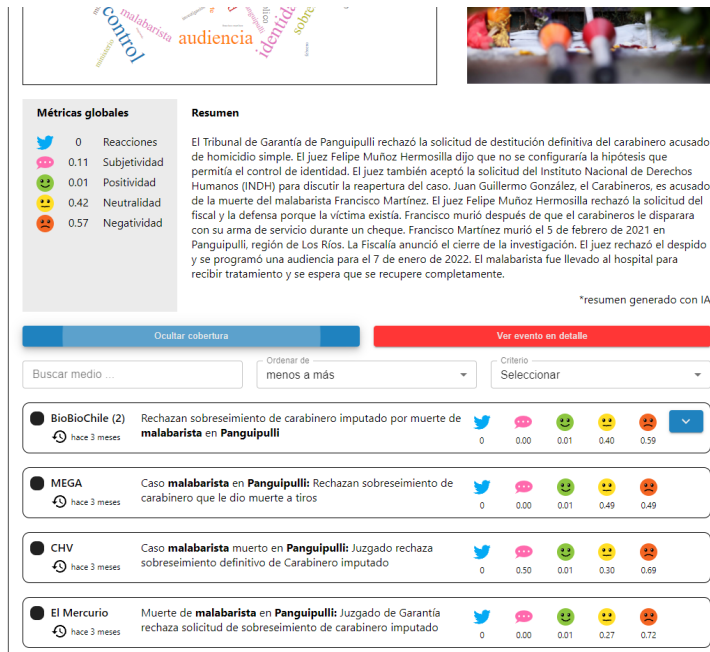 control
malabarista
audiencia
identida
sobre
ministerio
Métricas globales
0 Reacciones
0.11 Subjetividad
0.01 Positividad
0.42 Neutralidad
0.57 Negatividad
Resumen
El Tribunal de Garantía de Panguipulli rechazó la solicitud de destitución definitiva del carabinero acusado
de homicidio simple. El juez Felipe Muñoz Hermosilla dijo que no se configuraría la hipótesis que
permitía el control de identidad. El juez también aceptó la solicitud del Instituto Nacional de Derechos
Humanos (INDH) para discutir la reapertura del caso. Juan Guillermo González, el Carabineros, es acusado
de la muerte del malabarista Francisco Martínez. El juez Felipe Muñoz Hermosilla rechazó la solicitud del
fiscal y la defensa porque la víctima existía. Francisco murió después de que el carabineros le disparara
con su arma de servicio durante un cheque. Francisco Martínez murió el 5 de febrero de 2021 en
Panguipulli, región de Los Ríos. La Fiscalía anunció el cierre de la investigación. El juez rechazó el despido
y se programó una audiencia para el 7 de enero de 2022. El malabarista fue llevado al hospital para
recibir tratamiento y se espera que se recupere completamente.
*resumen generado con IA
Ocultar cobertura
Ver evento en detalle
Buscar medio ...
Ordenar de
menos a más
Criterio
Seleccionar
BioBioChile (2)
hace 3 meses
Rechazan sobreseimiento de carabinero imputado por muerte de
malabarista en Panguipulli
0 0.00 0.01 0.40 0.59
MEGA
hace 3 meses
Caso malabarista en Panguipulli: Rechazan sobreseimiento de
carabinero que le dio muerte a tiros
0 0.00 0.01 0.49 0.49
CHV
hace 3 meses
Caso malabarista muerto en Panguipulli: Juzgado rechaza
sobreseimiento definitivo de Carabinero imputado
0 0.50 0.01 0.30 0.69
El Mercurio
hace 3 meses
Muerte de malabarista en Panguipulli: Juzgado de Garantía
rechaza solicitud de sobreseimiento de carabinero imputado
0 0.00 0.01 0.27 0.72